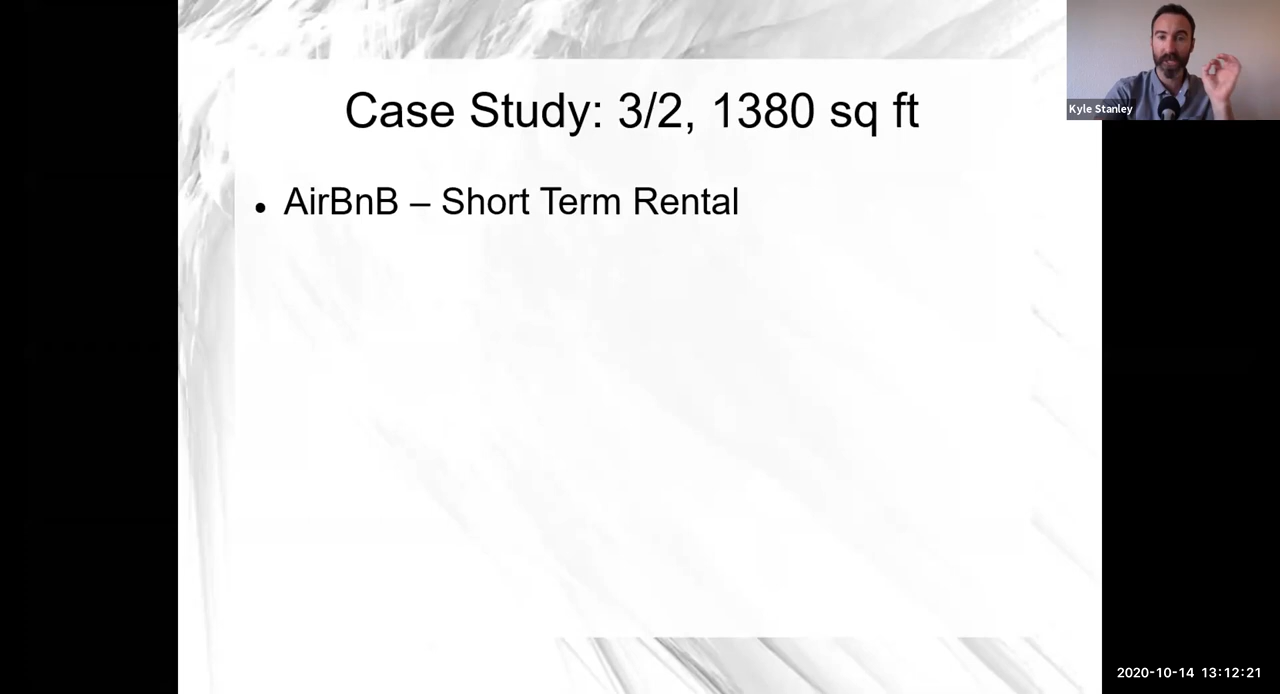 Case Study: 3/2, 1380 sq ft
Kyle Stanley
• AirBnB – Short Term Rental
2020-10-14 13:12:21